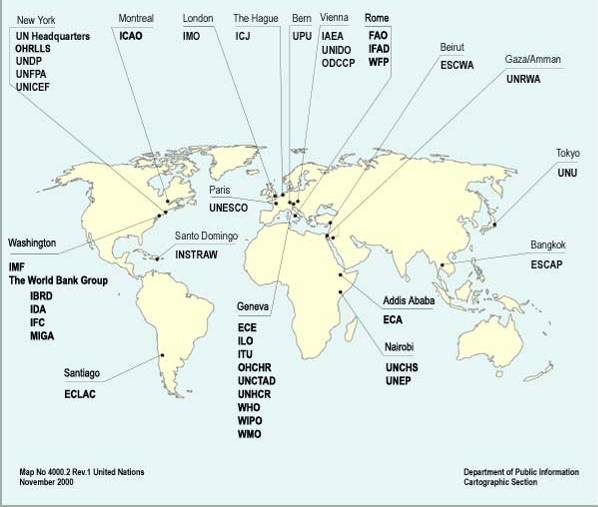 New York
UN Headquarters
OHRLLS
UNDP
UNFPA
UNICEF
Montreal
ICAO
London
IMO
The Hague
ICJ
Bern
UPU
Vienna
IAEA
UNIDO
ODCCP
Rome
FAO
IFAD
WFP
Beirut
ESCWA
Gaza/Amman
UNRWA
Tokyo
UNU
Paris
UNESCO
Washington
IMF
The World Bank Group
IBRD
IDA
IFC
MIGA
Santo Domingo
INSTRAW
Bangkok
ESCAP
Geneva
ECE
ILO
ITU
OHCHR
UNCTAD
UNHCR
WHO
WIPO
WMO
Addis Ababa
ECA
Nairobi
UNCHS
UNEP
Santiago
ECLAC
Map No 4000.2 Rev.1 United Nations
November 2000
Department of Public Information
Cartographic Section